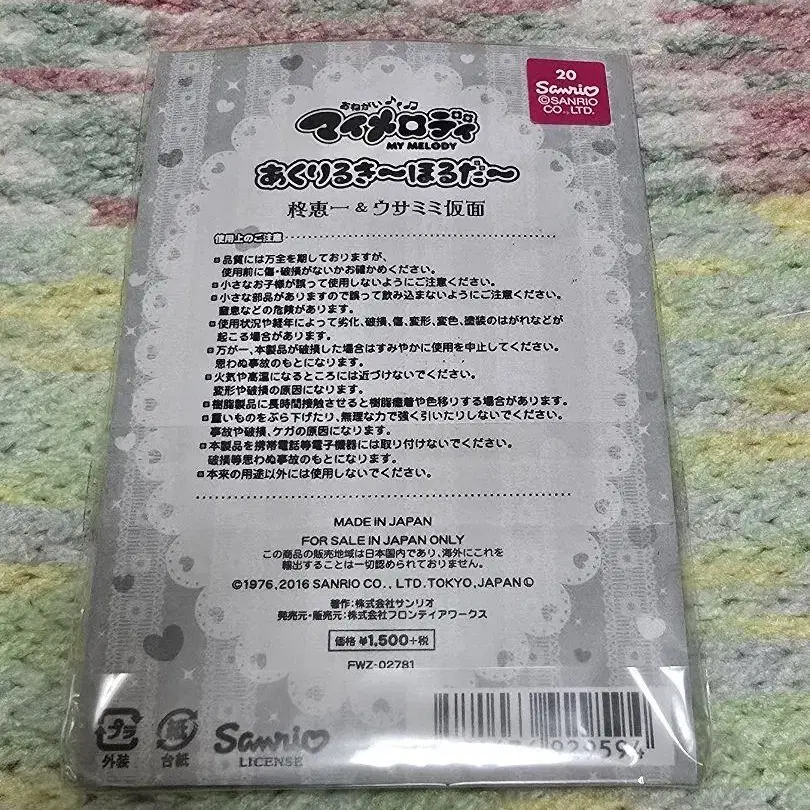 20
Sanrio
©SANRIO
CO.,LTD.
おねがい♪♪♫
マイメロディ
MY MELODY
あくりるき〜ほるだ〜
柊恵一 & ウサミミ仮面
使用上のご注意
品質には万全を期しておりますが、
使用前に傷・破損がないかお確かめください。
小さなお子様が誤って使用しないようにご注意ください。
小さな部品がありますので誤って飲み込まないようにご注意ください。
窒息などの危険があります。
使用状況や経年によって劣化、破損、傷、変形、変色、塗装のはがれなどが
起こる場合があります。
万が一、本製品が破損した場合はすみやかに使用を中止してください。
思わぬ事故のもとになります。
火気や高温になるところには近づけないでください。
変形や破損の原因になります。
樹脂製品に長時間接触させると樹脂癒着や色移りする場合があります。
重いものをぶら下げたり、無理な力で強く引いたりしないでください。
事故や破損、ケガの原因になります。
本製品を携帯電話等電子機器には取り付けないでください。
破損等思わぬ事故のもとになります。
本来の用途以外には使用しないでください。
MADE IN JAPAN
FOR SALE IN JAPAN ONLY
この商品の販売地域は日本国内であり、海外にこれを
輸出することは一切認められておりません。
©1976, 2016 SANRIO CO., LTD. TOKYO, JAPAN Ⓛ
著作:株式会社サンリオ
発売元・販売元:株式会社フロンティアワークス
価格 ¥1,500+税
FWZ-02781
プラ
外装
紙
台紙
Sanrio
LICENSE
929594